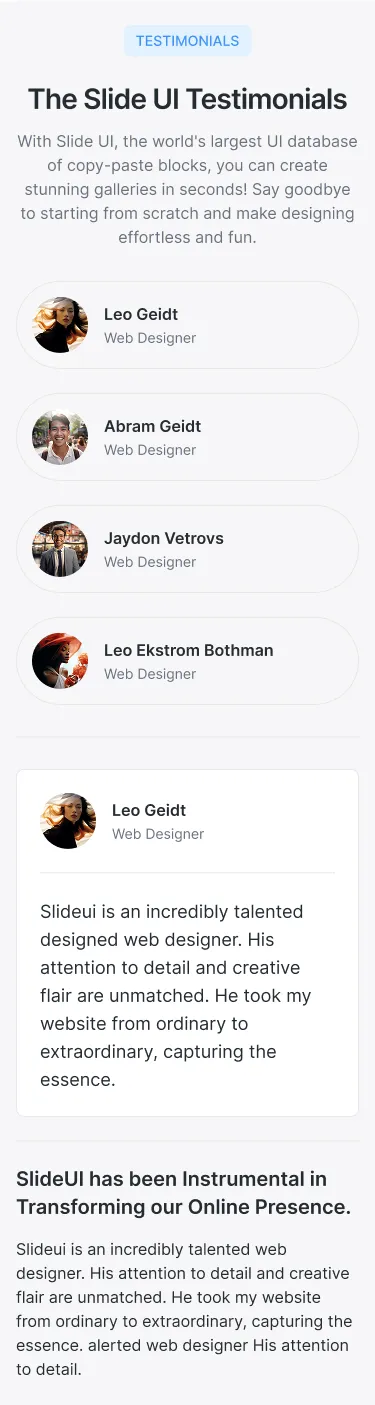 TESTIMONIALS
The Slide UI Testimonials
With Slide UI, the world's largest UI database
of copy-paste blocks, you can create
stunning galleries in seconds! Say goodbye
to starting from scratch and make designing
effortless and fun.
Leo Geidt
Web Designer
Abram Geidt
Web Designer
Jaydon Vetrovs
Web Designer
Leo Ekstrom Bothman
Web Designer
Leo Geidt
Web Designer
Slideui is an incredibly talented
designed web designer. His
attention to detail and creative
flair are unmatched. He took my
website from ordinary to
extraordinary, capturing the
essence.
SlideUI has been Instrumental in
Transforming our Online Presence.
Slideui is an incredibly talented web
designer. His attention to detail and creative
flair are unmatched. He took my website
from ordinary to extraordinary, capturing the
essence. alerted web designer His attention
to detail.